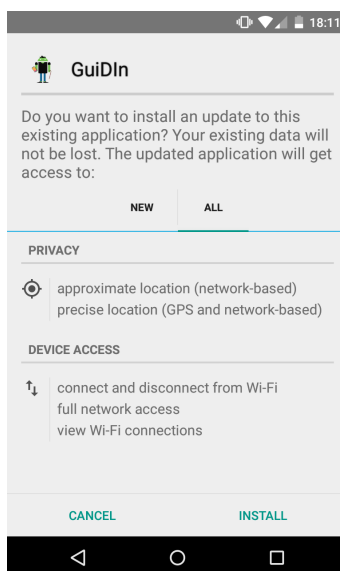 18:11
GuiDIn
Do you want to install an update to this
existing application? Your existing data will
not be lost. The updated application will get
access to:
NEW ALL
PRIVACY
approximate location (network-based)
precise location (GPS and network-based)
DEVICE ACCESS
connect and disconnect from Wi-Fi
full network access
view Wi-Fi connections
CANCEL INSTALL